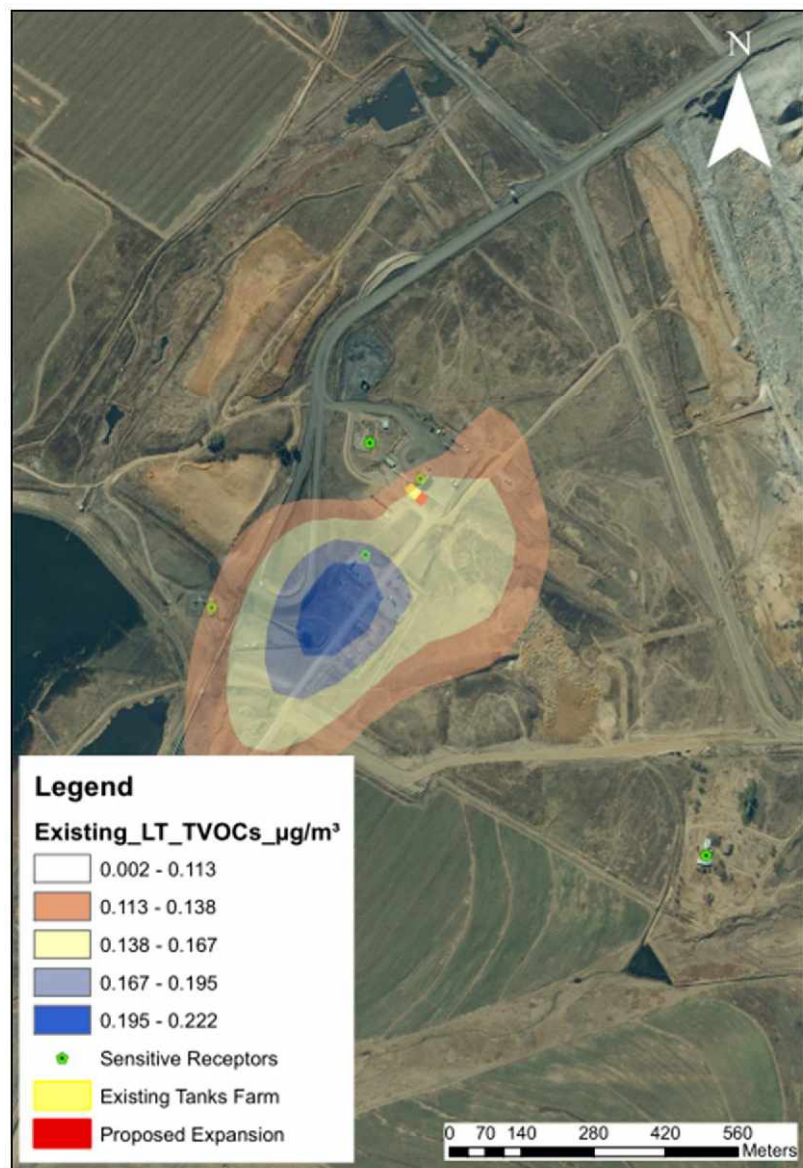 N
Legend
Existing_LT_TVOCs_µg/m³
0.002 - 0.113
0.113 - 0.138
0.138 - 0.167
0.167 - 0.195
0.195 - 0.222
Sensitive Receptors
Existing Tanks Farm
Proposed Expansion
0 70 140 280 420 560
Meters